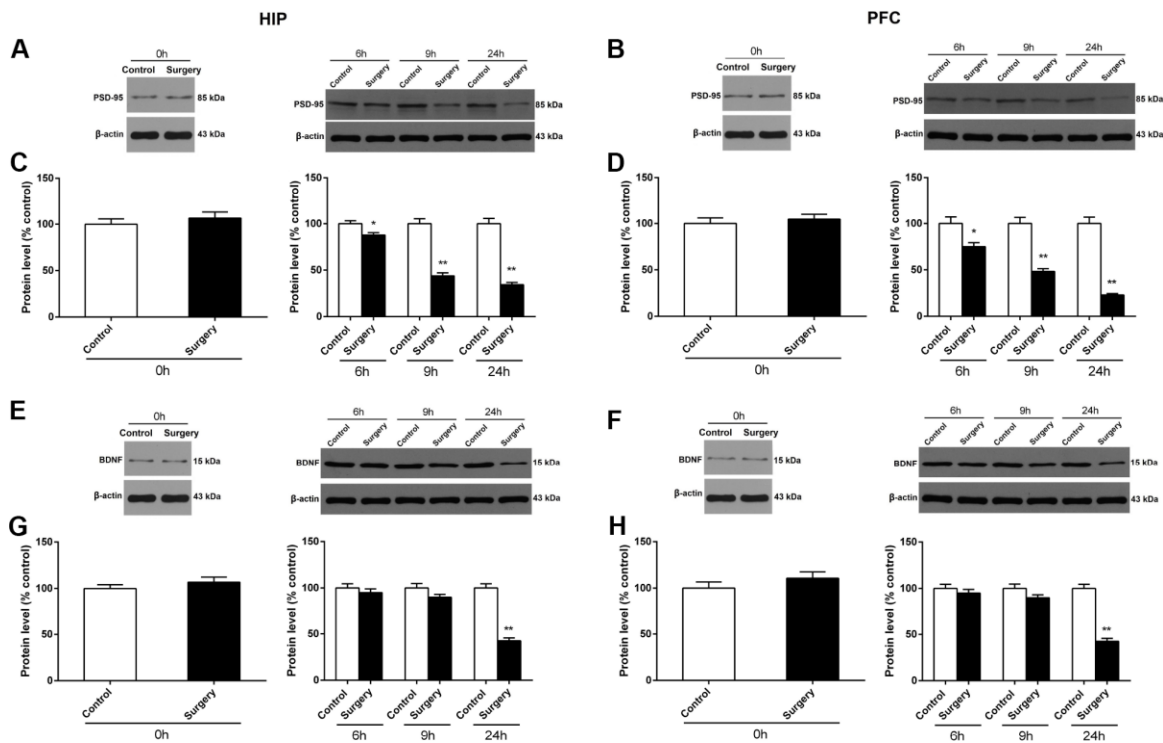 HIP
PFC
A
0h
Control Surgery
PSD-95
85 kDa
β-actin
43 kDa
6h 9h 24h
Control Surgery Control Surgery Control Surgery
PSD-95
85 kDa
β-actin
43 kDa
B
0h
Control Surgery
PSD-95
85 kDa
β-actin
43 kDa
6h 9h 24h
Control Surgery Control Surgery Control Surgery
PSD-95
85 kDa
β-actin
43 kDa
C
Protein level (% control)
150
100
50
0
Control Surgery
0h
Protein level (% control)
150
100
50
0
* ** **
Control Surgery Control Surgery Control Surgery
6h 9h 24h
D
Protein level (% control)
150
100
50
0
Control Surgery
0h
Protein level (% control)
150
100
50
0
* ** **
Control Surgery Control Surgery Control Surgery
6h 9h 24h
E
0h
Control Surgery
BDNF
15 kDa
β-actin
43 kDa
6h 9h 24h
Control Surgery Control Surgery Control Surgery
BDNF
15 kDa
β-actin
43 kDa
F
0h
Control Surgery
BDNF
15 kDa
β-actin
43 kDa
6h 9h 24h
Control Surgery Control Surgery Control Surgery
BDNF
15 kDa
β-actin
43 kDa
G
Protein level (% control)
150
100
50
0
Control Surgery
0h
Protein level (% control)
150
100
50
0
**
Control Surgery Control Surgery Control Surgery
6h 9h 24h
H
Protein level (% control)
150
100
50
0
Control Surgery
0h
Protein level (% control)
150
100
50
0
**
Control Surgery Control Surgery Control Surgery
6h 9h 24h